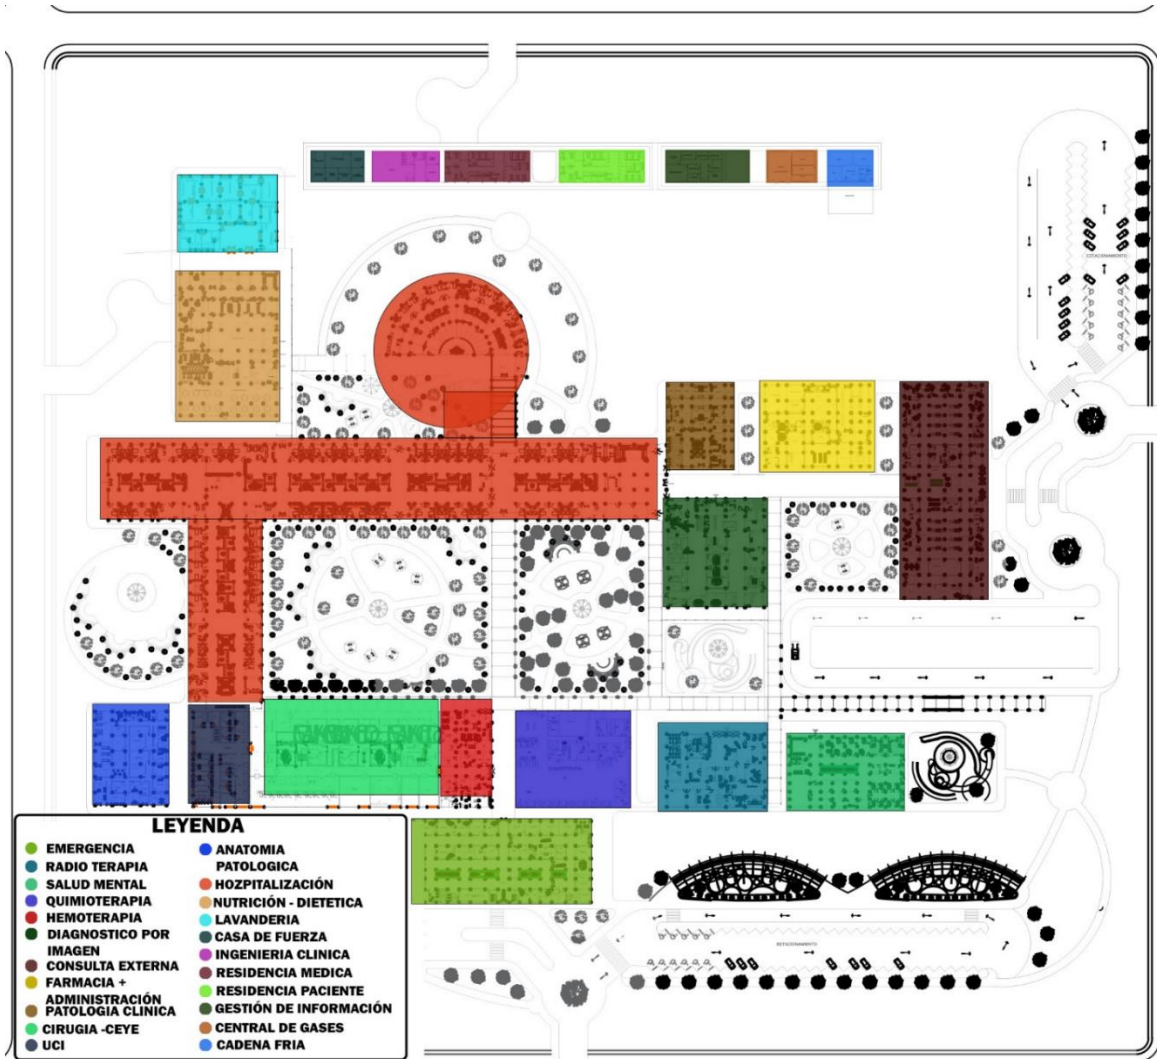 ESTACIONAMIENTO
ESTACIONAMIENTO
LEYENDA
EMERGENCIA
RADIO TERAPIA
SALUD MENTAL
QUIMIOTERAPIA
HEMOTERAPIA
DIAGNOSTICO POR
IMAGEN
CONSULTA EXTERNA
FARMACIA +
ADMINISTRACIÓN
PATOLOGIA CLINICA
CIRUGIA -CEYE
UCI
ANATOMIA
PATOLOGICA
HOZPITALIZACIÓN
NUTRICIÓN - DIETETICA
LAVANDERIA
CASA DE FUERZA
INGENIERIA CLINICA
RESIDENCIA MEDICA
RESIDENCIA PACIENTE
GESTIÓN DE INFORMACIÓN
CENTRAL DE GASES
CADENA FRIA